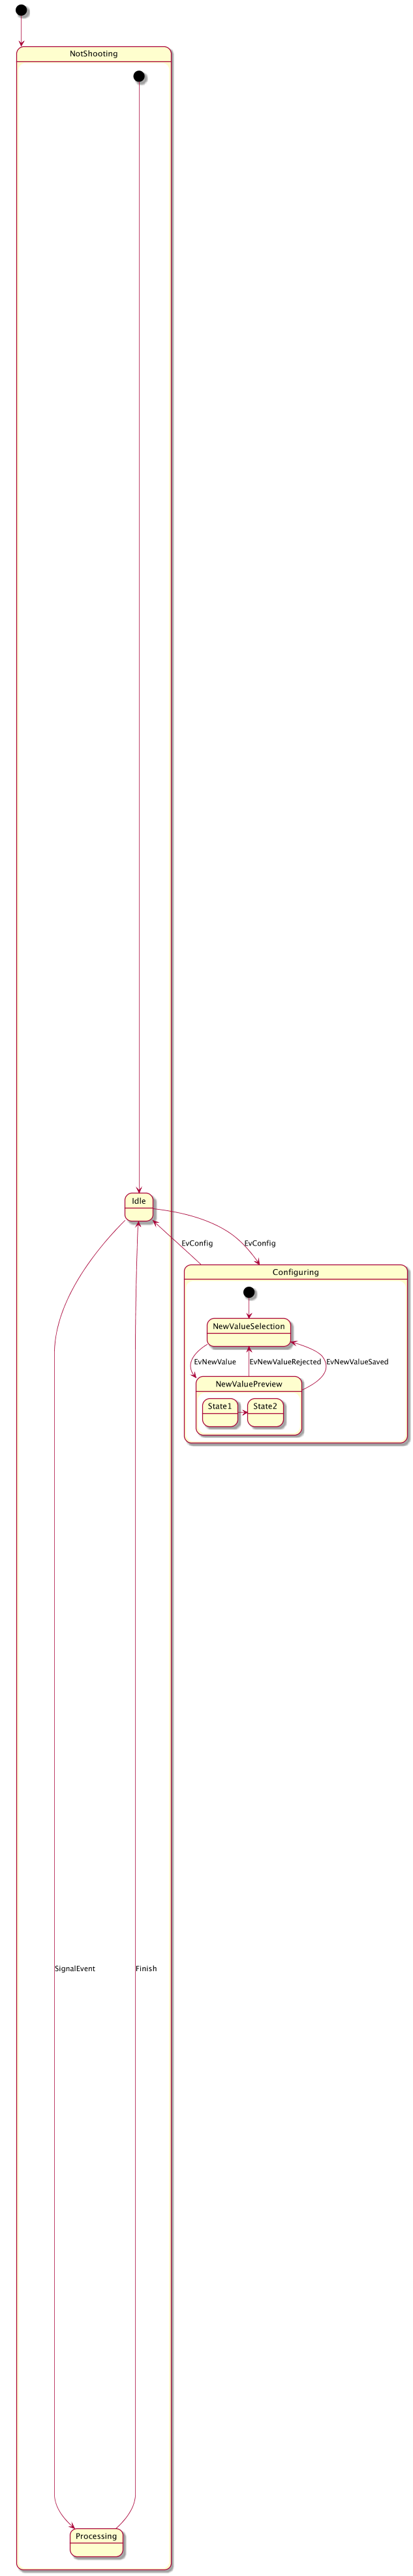 NotShooting
Idle
EvConfig
EvConfig
Configuring
NewValueSelection
EvNewValue
EvNewValueRejected
EvNewValueSaved
NewValuePreview
State1
State2
SignalEvent
Finish
Processing